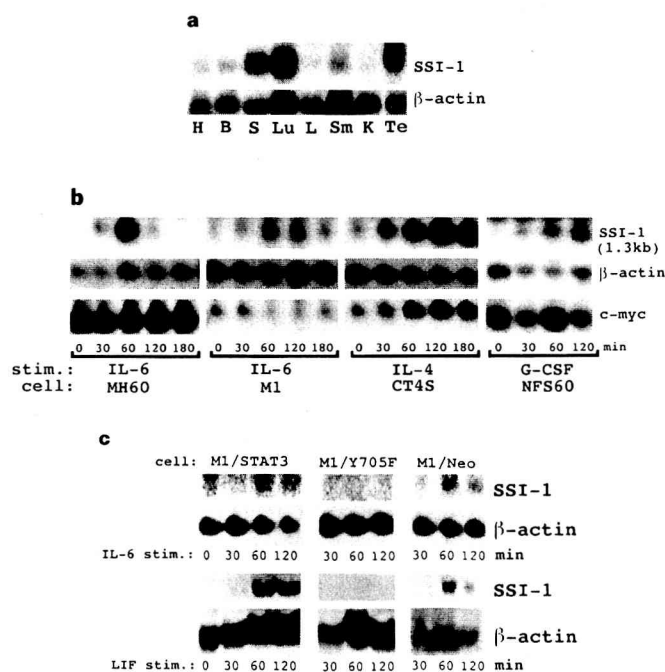 a
SSI-1
β-actin
H B S Lu L Sm K Te
b
SSI-1
(1.3kb)
β-actin
c-myc
0 30 60 120 180 0 30 60 120 180 0 30 60 120 180 0 30 60 120 min
stim.: IL-6 IL-6 IL-4 G-CSF
cell: MH60 M1 CT4S NFS60
c
cell: M1/STAT3 M1/Y705F M1/Neo
SSI-1
β-actin
IL-6 stim.: 0 30 60 120 30 60 120 30 60 120 min
SSI-1
β-actin
LIF stim.: 0 30 60 120 30 60 120 30 60 120 min